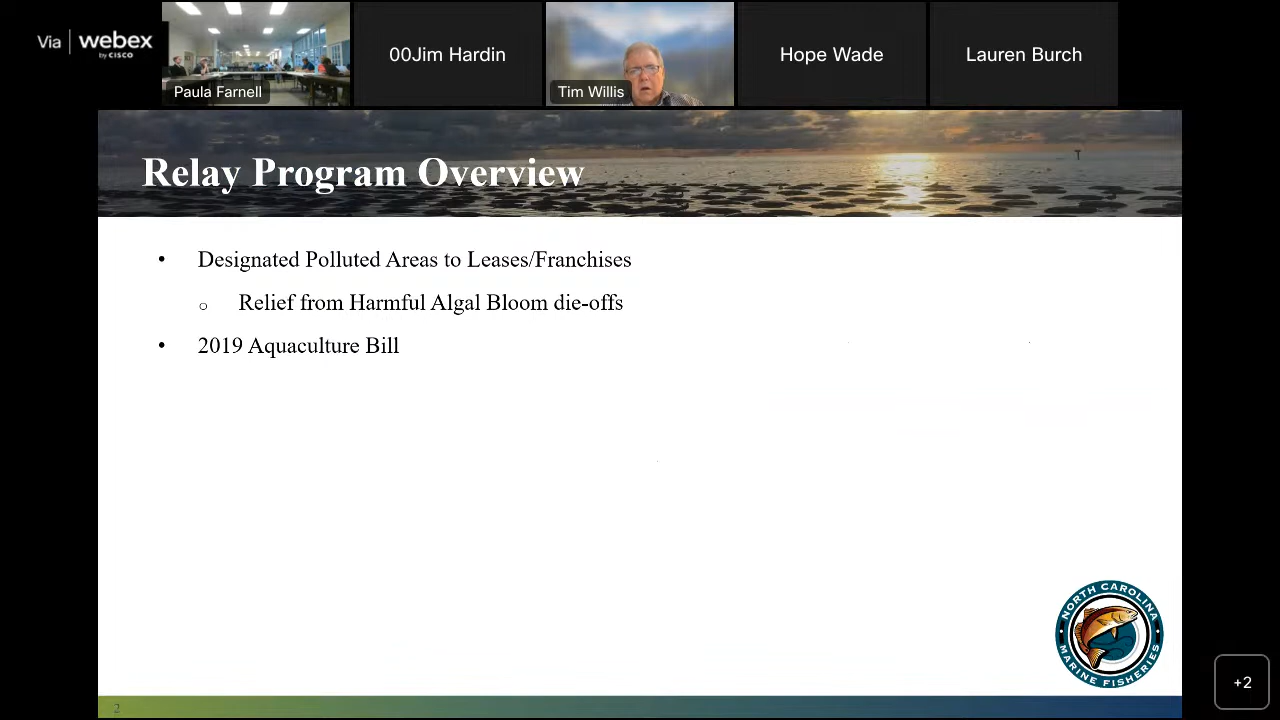 Via webex
by CISCO
Paula Farnell
00Jim Hardin
Tim Willis
Hope Wade
Lauren Burch
Relay Program Overview
• Designated Polluted Areas to Leases/Franchises
o Relief from Harmful Algal Bloom die-offs
• 2019 Aquaculture Bill
NORTH CAROLINA
MARINE FISHERIES
+2
2